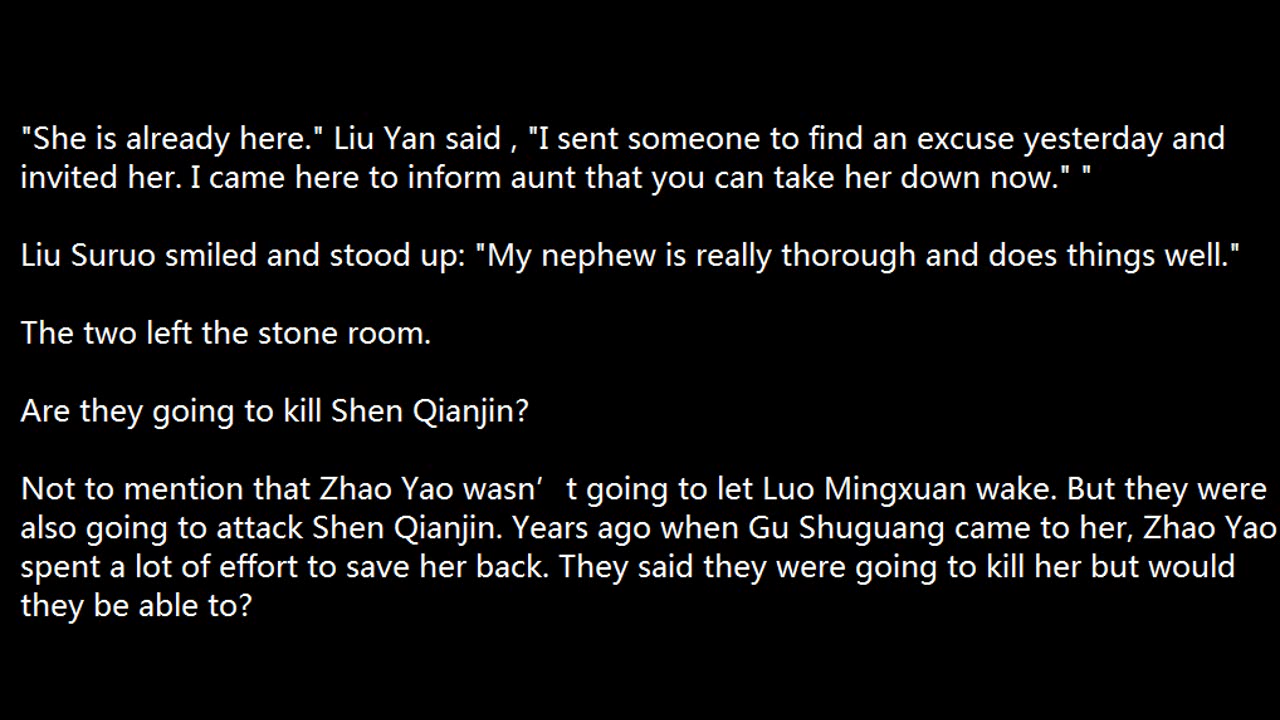 "She is already here." Liu Yan said , "I sent someone to find an excuse yesterday and
invited her. I came here to inform aunt that you can take her down now." "
Liu Suruo smiled and stood up: "My nephew is really thorough and does things well."
The two left the stone room.
Are they going to kill Shen Qianjin?
Not to mention that Zhao Yao wasn’ t going to let Luo Mingxuan wake. But they were
also going to attack Shen Qianjin. Years ago when Gu Shuguang came to her, Zhao Yao
spent a lot of effort to save her back. They said they were going to kill her but would
they be able to?